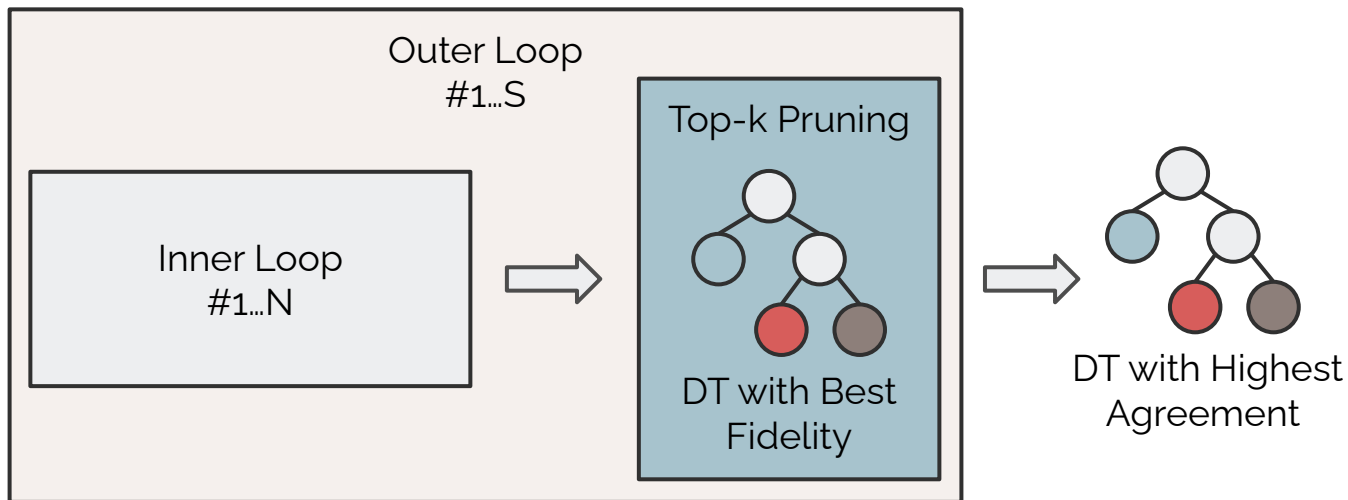 Outer Loop
#1...S
Top-k Pruning
Inner Loop
#1...N
DT with Best
Fidelity
DT with Highest
Agreement